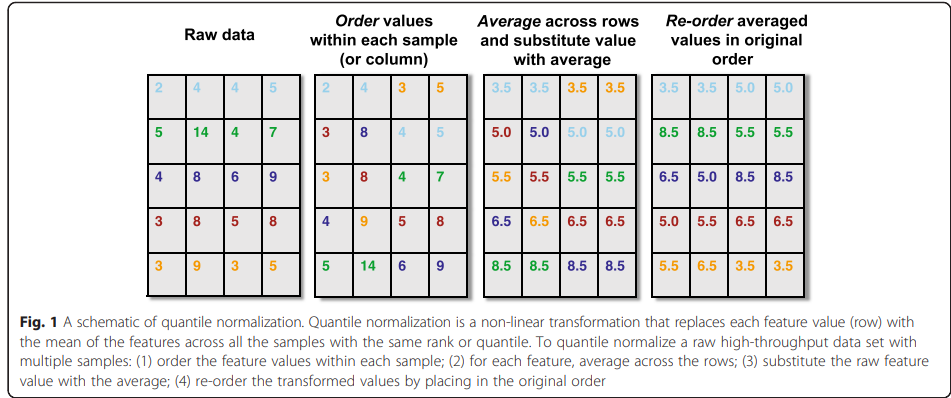 Raw data
Order values
within each sample
(or column)
Average across rows
and substitute value
with average
Re-order averaged
values in original
order
2 4 4 5
5 14 4 7
4 8 6 9
3 8 5 8
3 9 3 5
2 4 3 5
3 8 4 5
3 8 4 7
4 9 5 8
5 14 6 9
3.5 3.5 3.5 3.5
5.0 5.0 5.0 5.0
5.5 5.5 5.5 5.5
6.5 6.5 6.5 6.5
8.5 8.5 8.5 8.5
3.5 3.5 5.0 5.0
8.5 8.5 5.5 5.5
6.5 5.0 8.5 8.5
5.0 5.5 6.5 6.5
5.5 6.5 3.5 3.5
Fig. 1 A schematic of quantile normalization. Quantile normalization is a non-linear transformation that replaces each feature value (row) with
the mean of the features across all the samples with the same rank or quantile. To quantile normalize a raw high-throughput data set with
multiple samples: (1) order the feature values within each sample; (2) for each feature, average across the rows; (3) substitute the raw feature
value with the average; (4) re-order the transformed values by placing in the original order